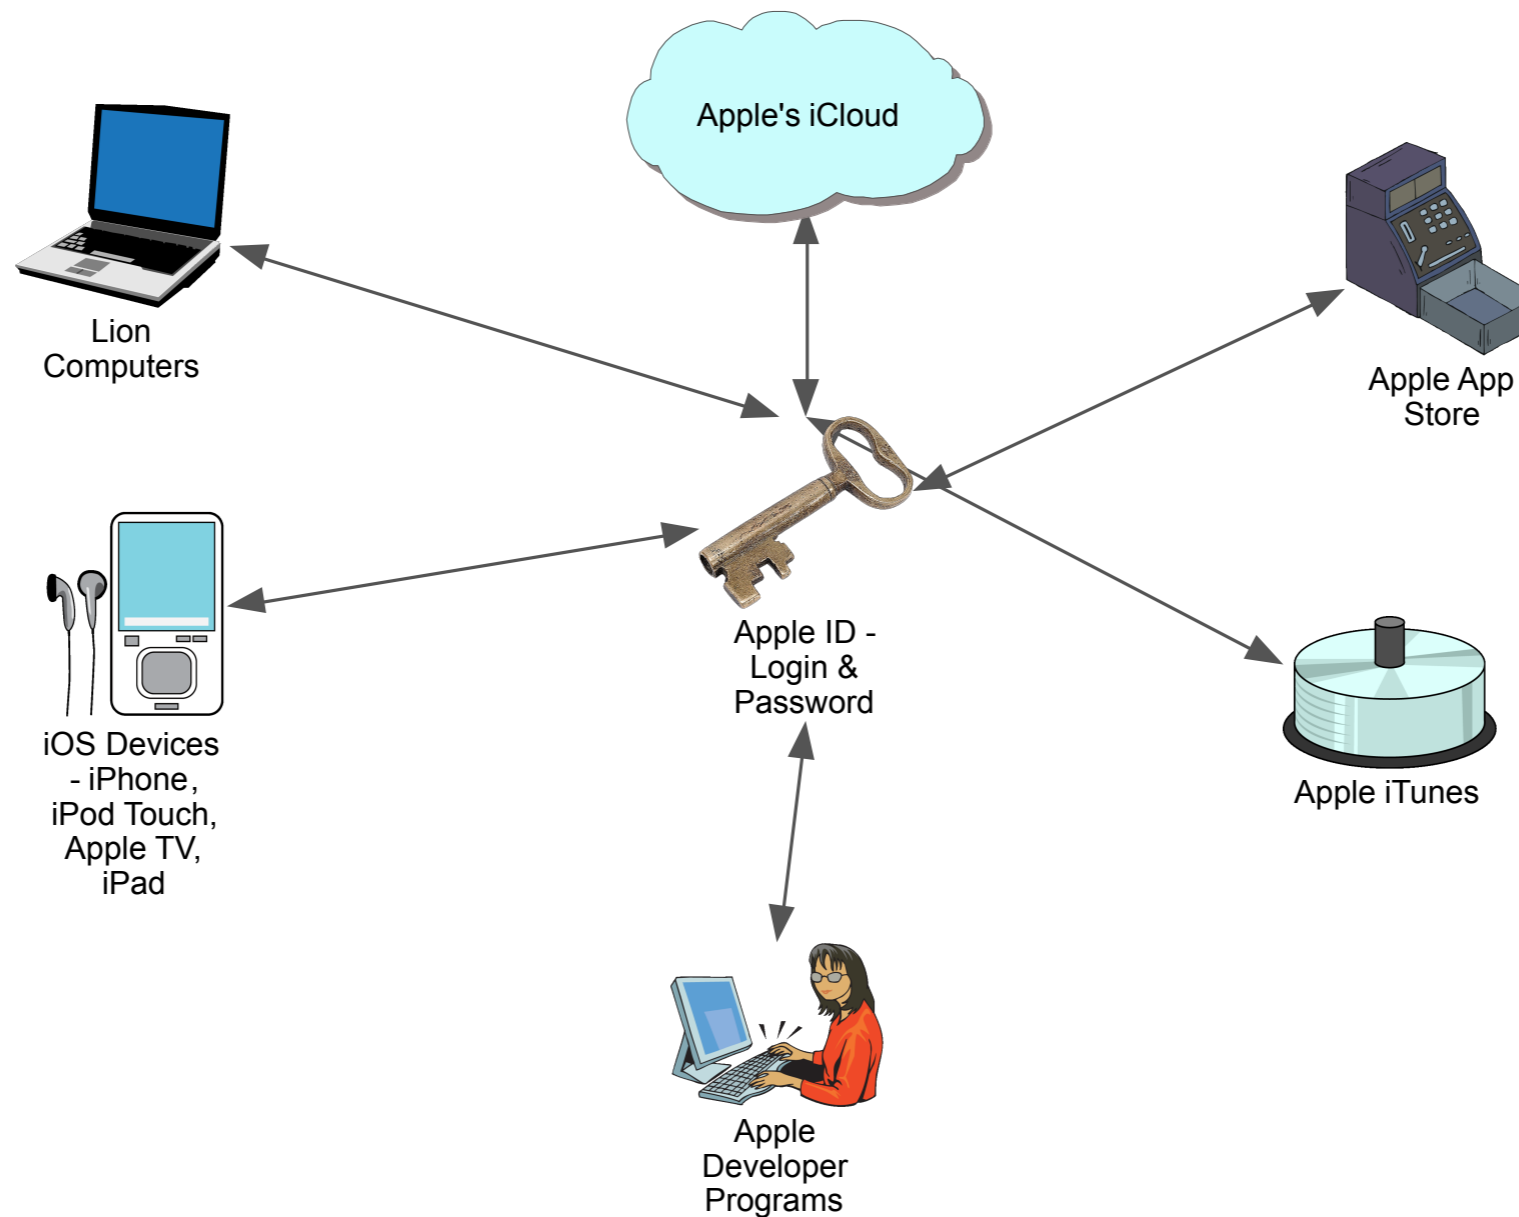 Apple's iCloud
Lion
Computers
Apple App
Store
Apple ID -
Login &
Password
iOS Devices
- iPhone,
iPod Touch,
Apple TV,
iPad
Apple iTunes
Apple
Developer
Programs